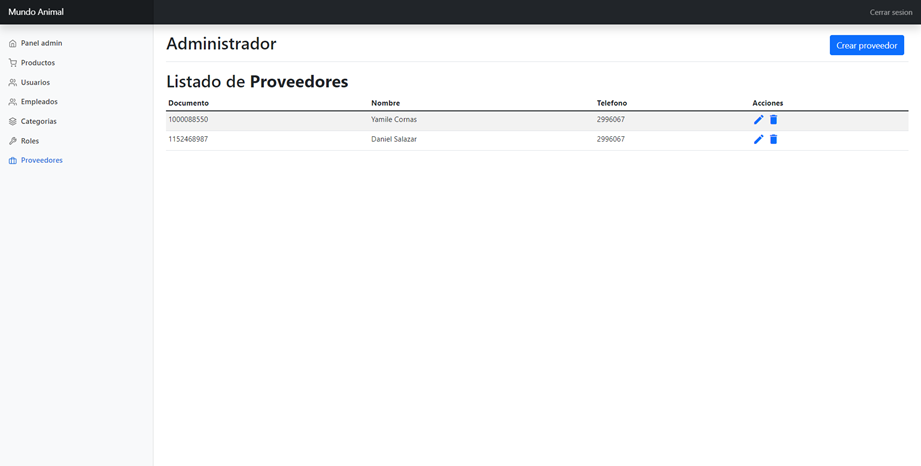 Mundo Animal
Cerrar sesion
Panel admin
Productos
Usuarios
Empleados
Categorias
Roles
Proveedores
Administrador
Crear proveedor
Listado de Proveedores
Documento Nombre Telefono Acciones
1000088550 Yamile Cornas 2996067
1152468987 Daniel Salazar 2996067